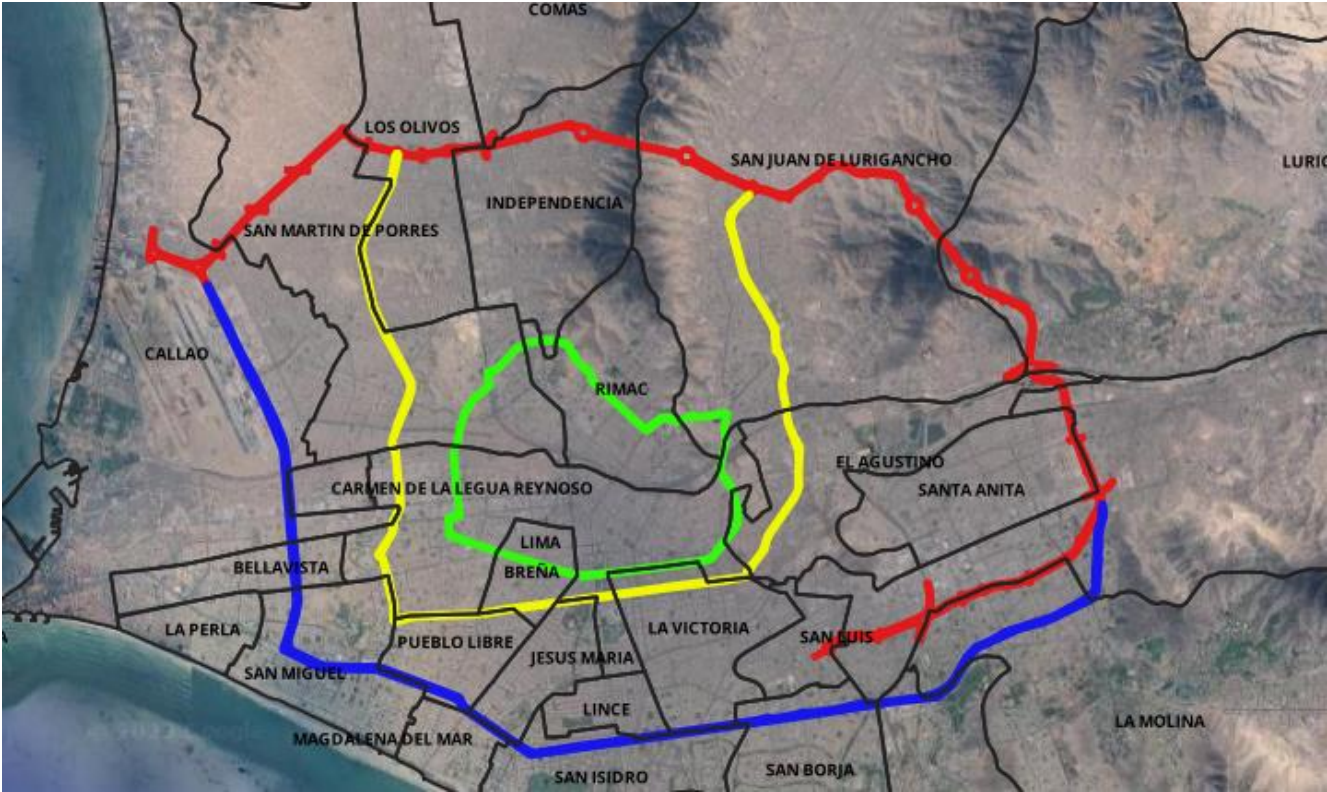 COMAS
LOS OLIVOS
SAN JUAN DE LURIGANCHO
LURIG
INDEPENDENCIA
SAN MARTIN DE PORRES
CALLAO
RIMAC
EL AGUSTINO
CARMEN DE LA LEGUA REYNOSO
SANTA ANITA
LIMA
BELLAVISTA
BREÑA
LA PERLA
LA VICTORIA
SAN LUIS
PUEBLO LIBRE
JESUS MARIA
SAN MIGUEL
LINCE
LA MOLINA
MAGDALENA DEL MAR
SAN BORJA
SAN ISIDRO